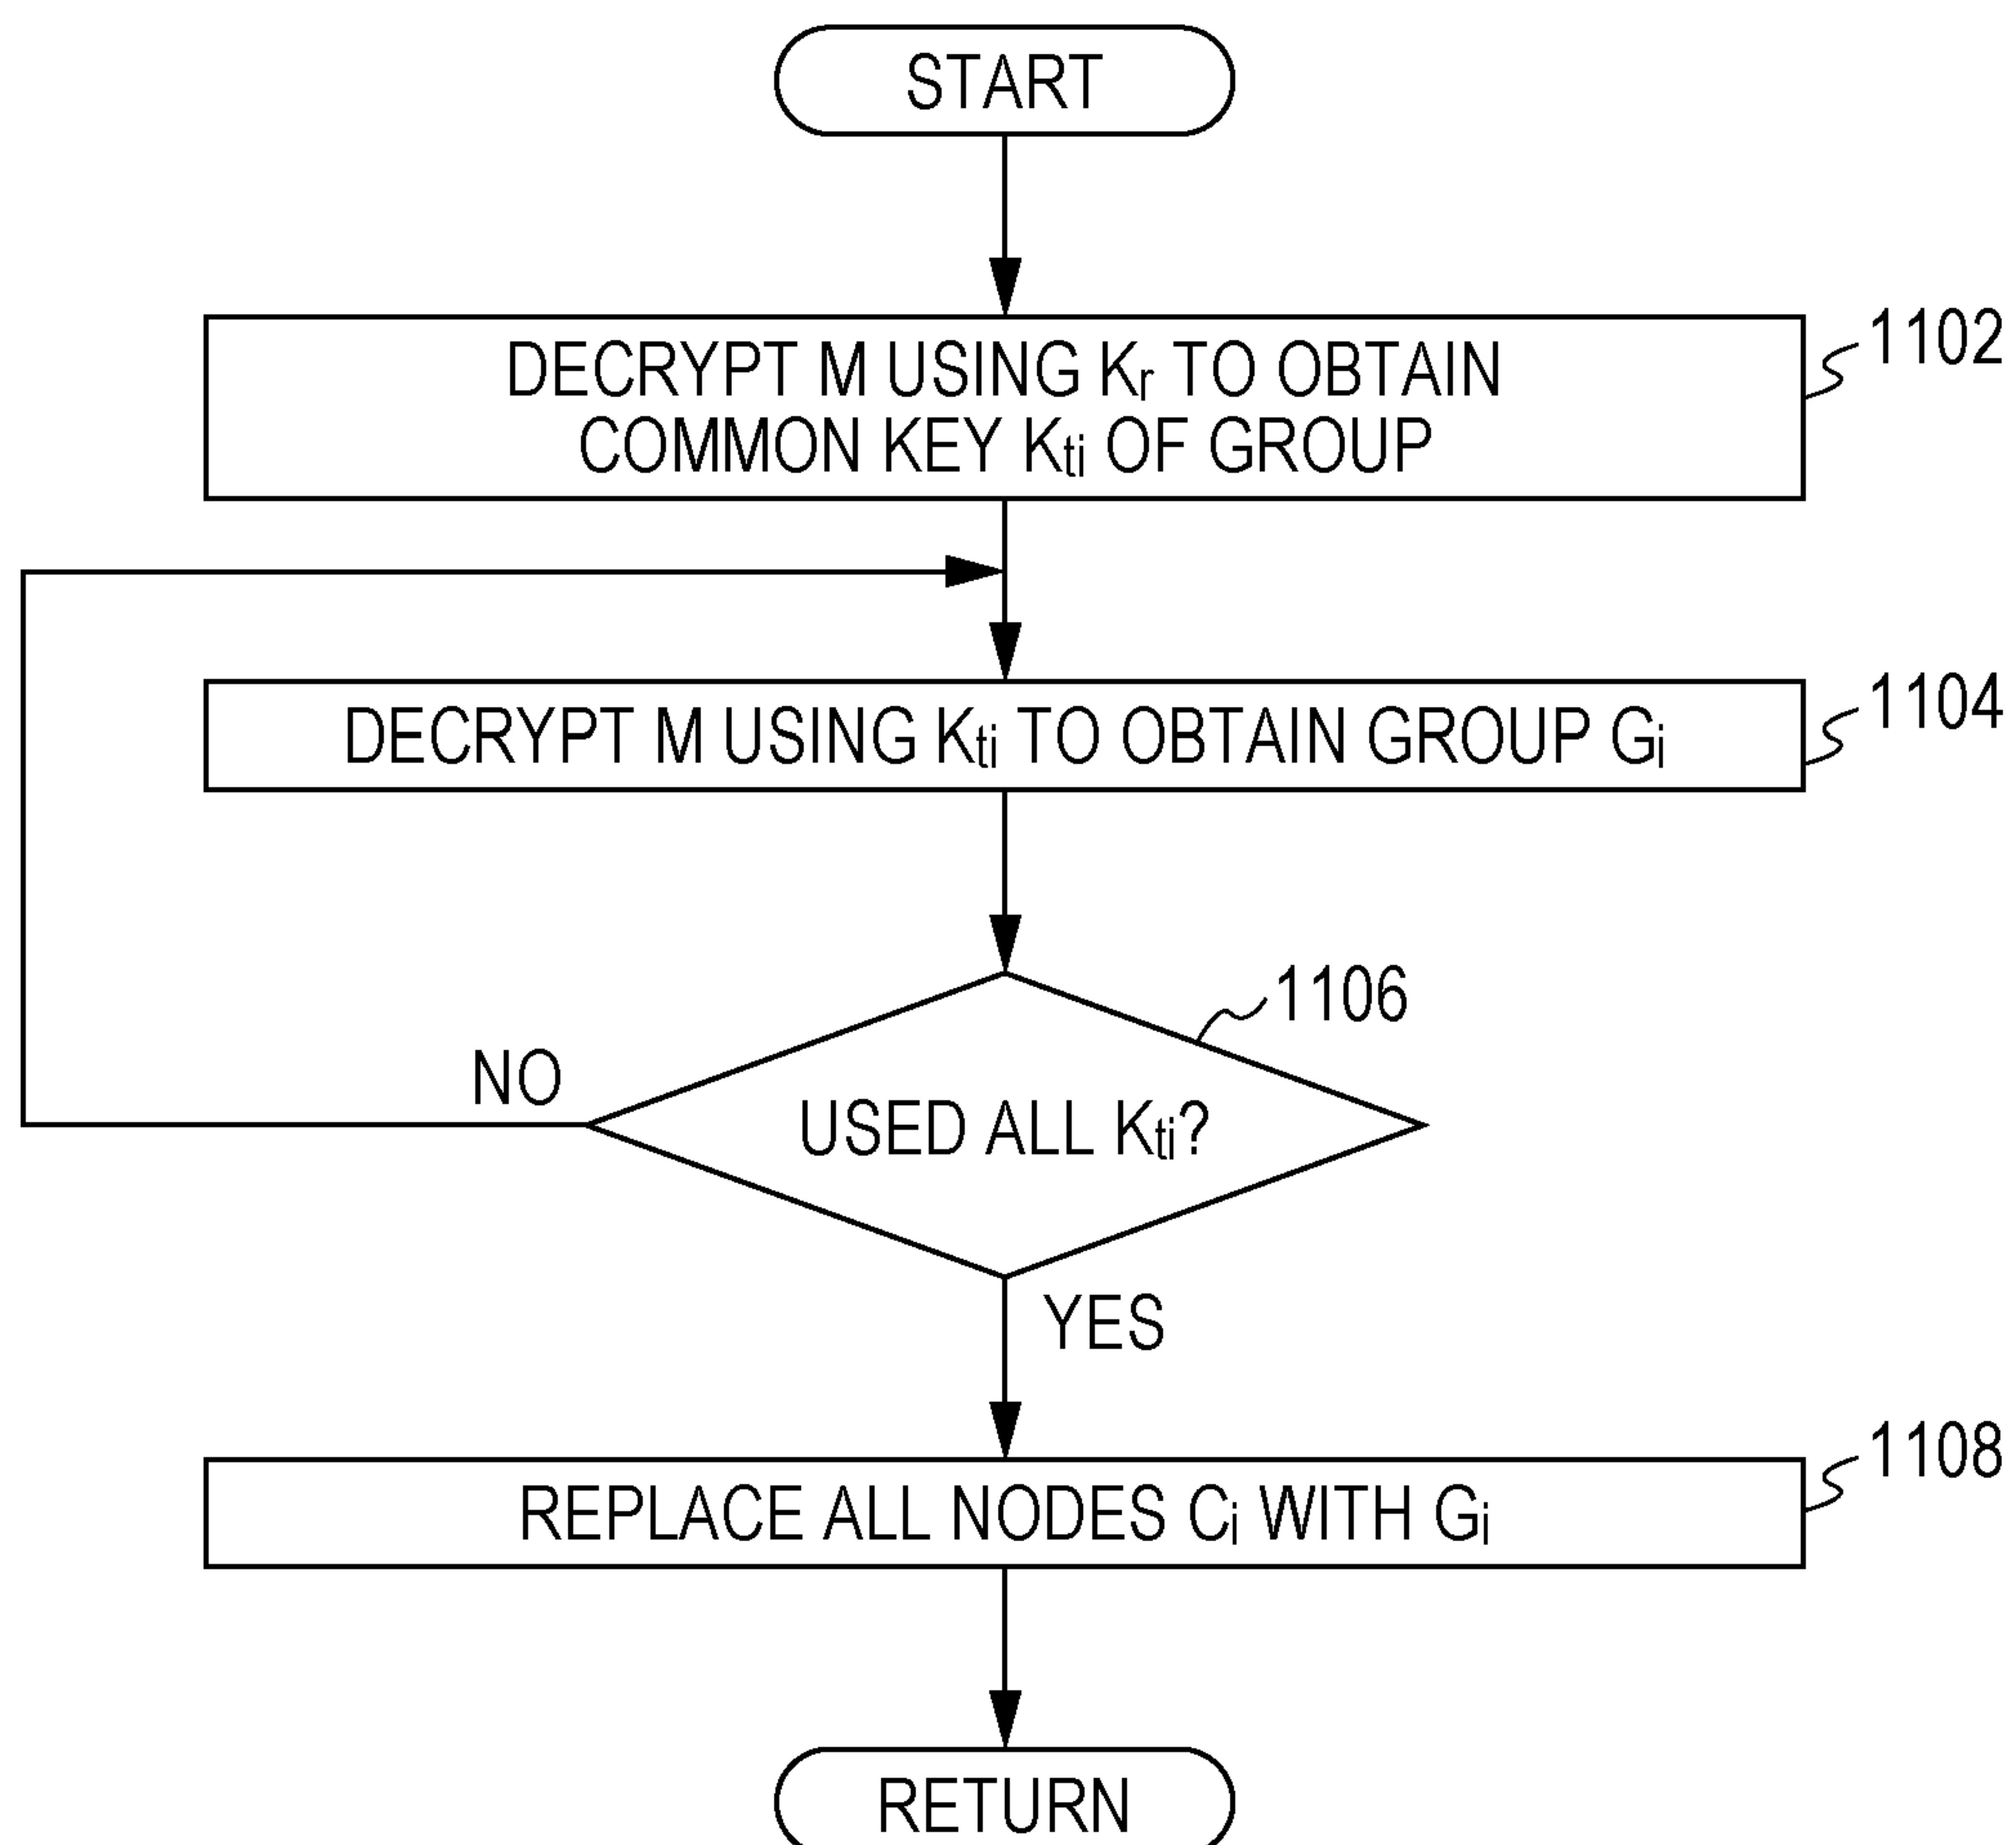 START
DECRYPT M USING Kr TO OBTAIN
COMMON KEY Kti OF GROUP
1102
DECRYPT M USING Kti TO OBTAIN GROUP Gi
1104
1106
NO
USED ALL Kti?
YES
REPLACE ALL NODES Ci WITH Gi
1108
RETURN